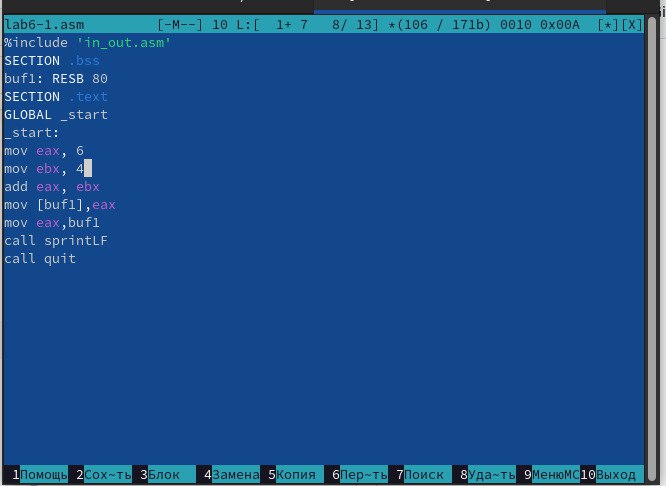 lab6-1.asm [-M--] 10 L:[ 1+ 7 8/ 13] *(106 / 171b) 0010 0x00A [*][X]
%include 'in_out.asm'
SECTION .bss
buf1: RESB 80
SECTION .text
GLOBAL _start
_start:
mov eax, 6
mov ebx, 4
add eax, ebx
mov [buf1],eax
mov eax,buf1
call sprintLF
call quit
1Помощь 2Сох~ть 3Блок 4Замена 5Копия 6Пер~ть 7Поиск 8Уда~ть 9МенюMC 10Выход